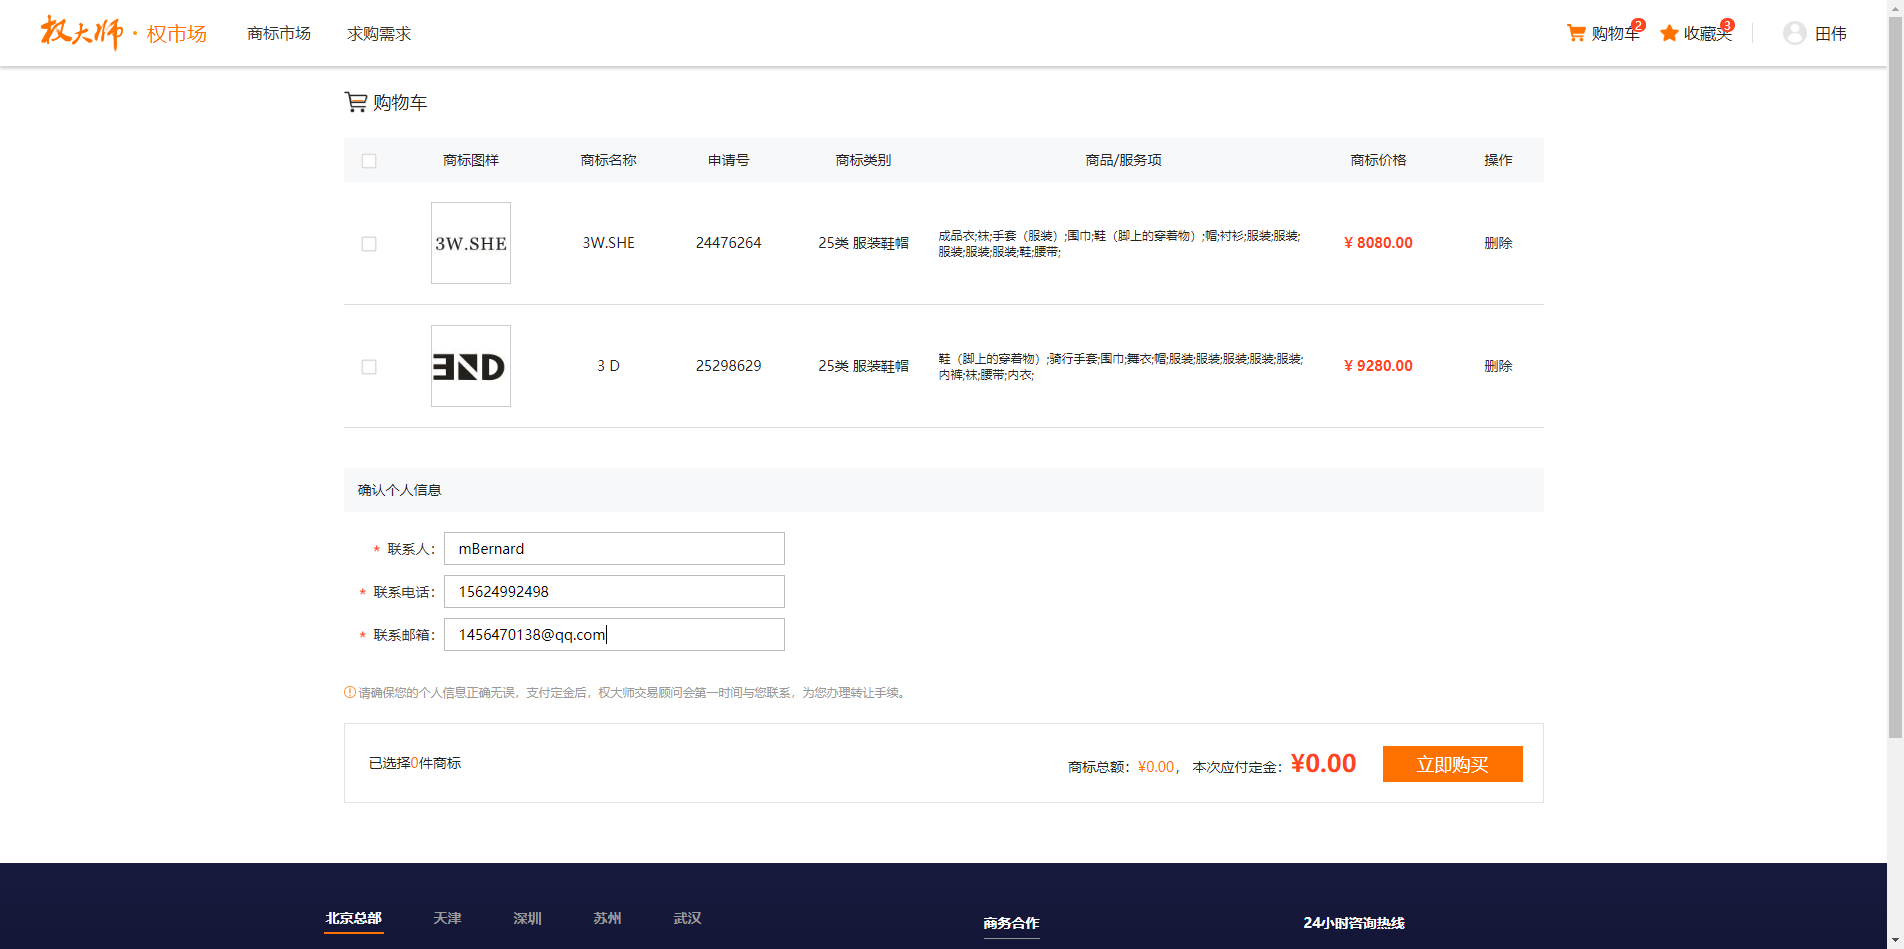 权大师·权市场 商标市场 求购需求 购物车 2 收藏夹 3 田伟
购物车
商标图样 商标名称 申请号 商标类别 商品/服务项 商标价格 操作
3W.SHE 3W.SHE 24476264 25类 服装鞋帽 成品衣;袜;手套（服装）;围巾;鞋（脚上的穿着物）;帽;衬衫;服装;服装; ¥ 8080.00 删除
服装;服装;服装;鞋;腰带;
3ND 3 D 25298629 25类 服装鞋帽 鞋（脚上的穿着物）;骑行手套;围巾;舞衣;帽;服装;服装;服装;服装;服装; ¥ 9280.00 删除
内裤;袜;腰带;内衣;
确认个人信息
* 联系人： mBernard
* 联系电话： 15624992498
* 联系邮箱： 1456470138@qq.com
请确保您的个人信息正确无误，支付定金后，权大师交易顾问会第一时间与您联系，为您办理转让手续。
已选择0件商标 商标总额：¥0.00， 本次应付定金：¥0.00 立即购买
北京总部 天津 深圳 苏州 武汉 商务合作 24小时咨询热线